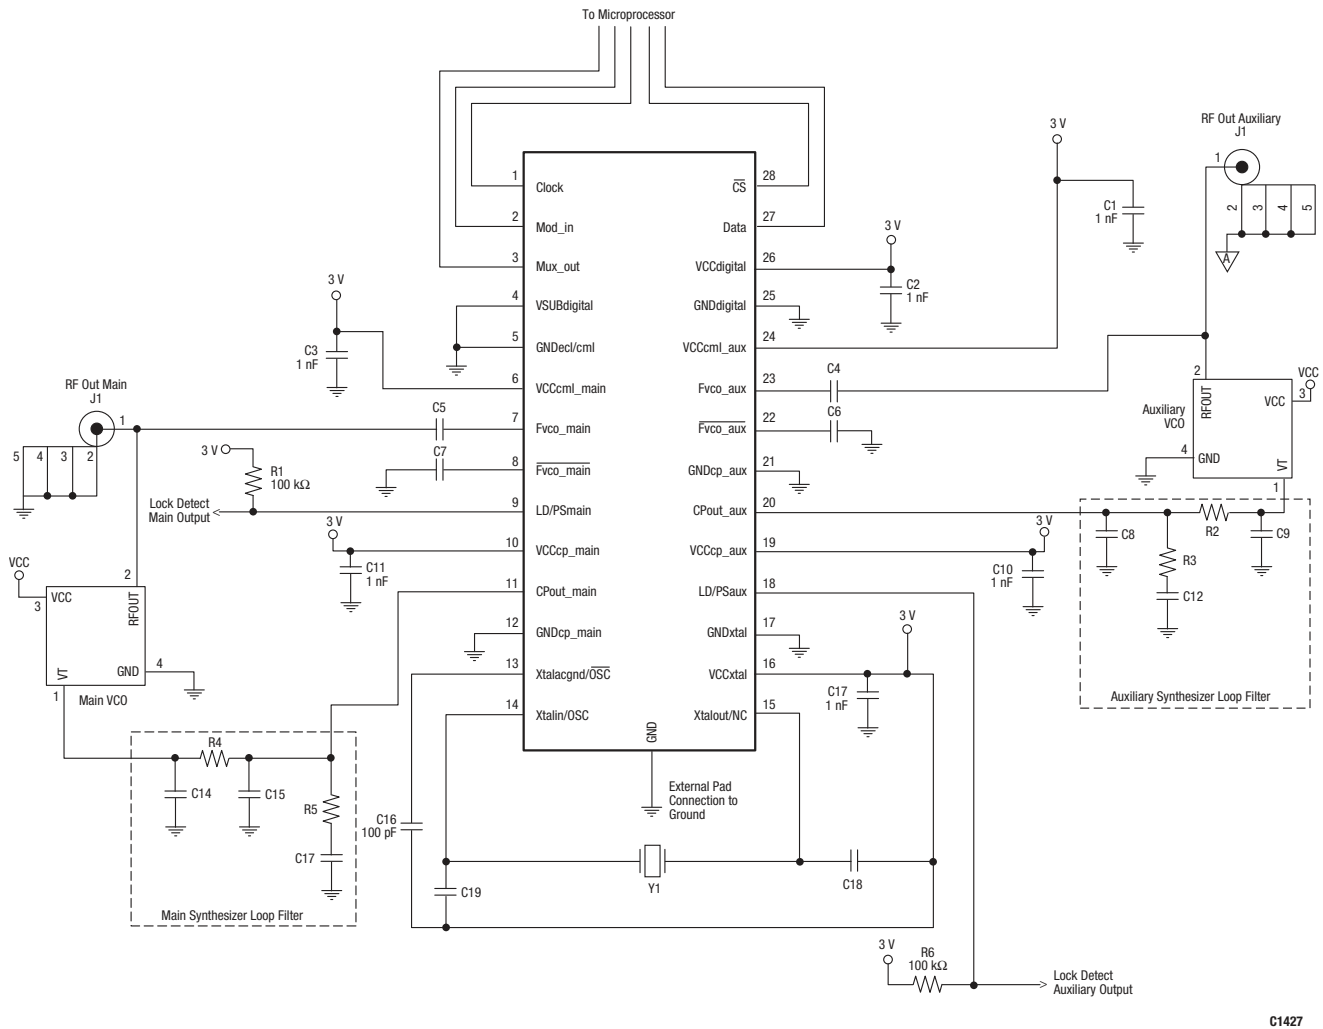 To Microprocessor
1
Clock
2
Mod_in
3
Mux_out
4
VSUBdigital
5
GNDecl/cml
6
VCCcml_main
7
Fvco_main
8
Fvco_main
9
LD/PSmain
10
VCCcp_main
11
CPout_main
12
GNDcp_main
13
Xtalacgnd/OSC
14
Xtalin/OSC
28
CS
27
Data
26
VCCdigital
25
GNDdigital
24
VCCcml_aux
23
Fvco_aux
22
Fvco_aux
21
GNDcp_aux
20
CPout_aux
19
VCCcp_aux
18
LD/PSaux
17
GNDxtal
16
VCCxtal
15
Xtalout/NC
GND
External Pad
Connection to
Ground
3 V
C3
1 nF
RF Out Main
J1
1
5
4
3
2
C5
C7
3 V
R1
100 kΩ
Lock Detect
Main Output
3 V
C11
1 nF
VCC
3
VCC
2
RFOUT
VT
GND
4
1
Main VCO
R4
C14
C15
R5
C17
Main Synthesizer Loop Filter
C16
100 pF
C19
Y1
C18
3 V
C17
1 nF
3 V
R6
100 kΩ
Lock Detect
Auxiliary Output
3 V
C1
1 nF
3 V
C2
1 nF
C4
C6
RF Out Auxiliary
J1
1
2
3
4
5
A
2
RFOUT
VCC
3
VCC
Auxiliary
VCO
4
GND
VT
1
3 V
C10
1 nF
C8
R2
C9
R3
C12
Auxiliary Synthesizer Loop Filter
C1427